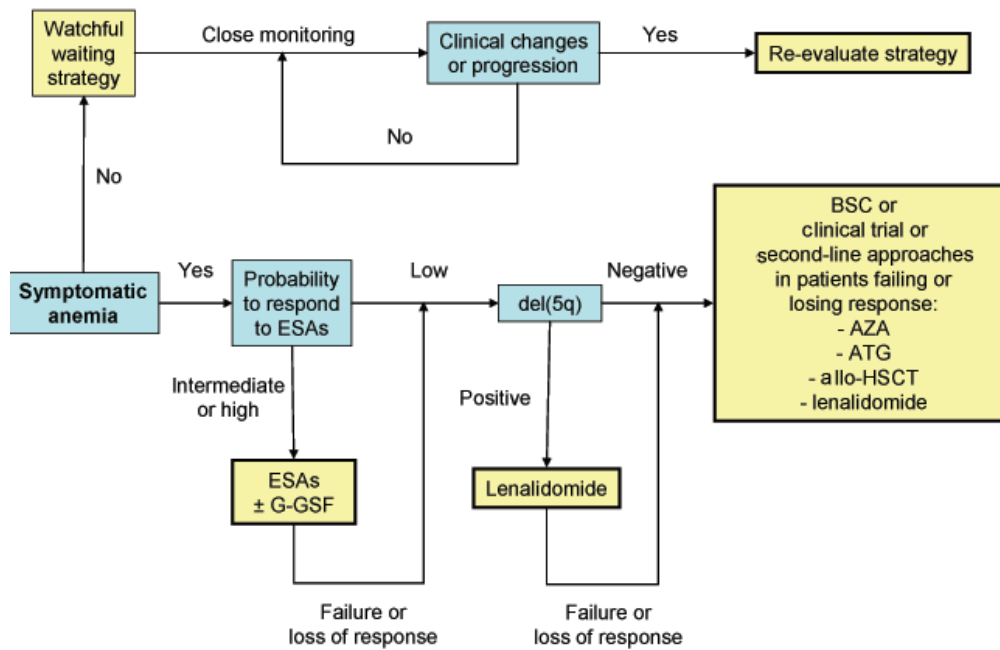 Watchful
waiting
strategy
Close monitoring
Clinical changes
or progression
Yes
Re-evaluate strategy
No
No
Symptomatic
anemia
Yes
Probability
to respond
to ESAs
Low
del(5q)
Negative
BSC or
clinical trial or
second-line approaches
in patients failing or
losing response:
- AZA
- ATG
- allo-HSCT
- lenalidomide
Intermediate
or high
Positive
ESAs
± G-GSF
Lenalidomide
Failure or
loss of response
Failure or
loss of response